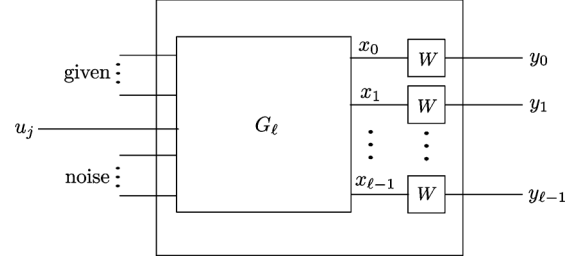 given
u_j
noise
G_ℓ
x_0
W
y_0
x_1
W
y_1
x_{ℓ−1}
W
y_{ℓ−1}